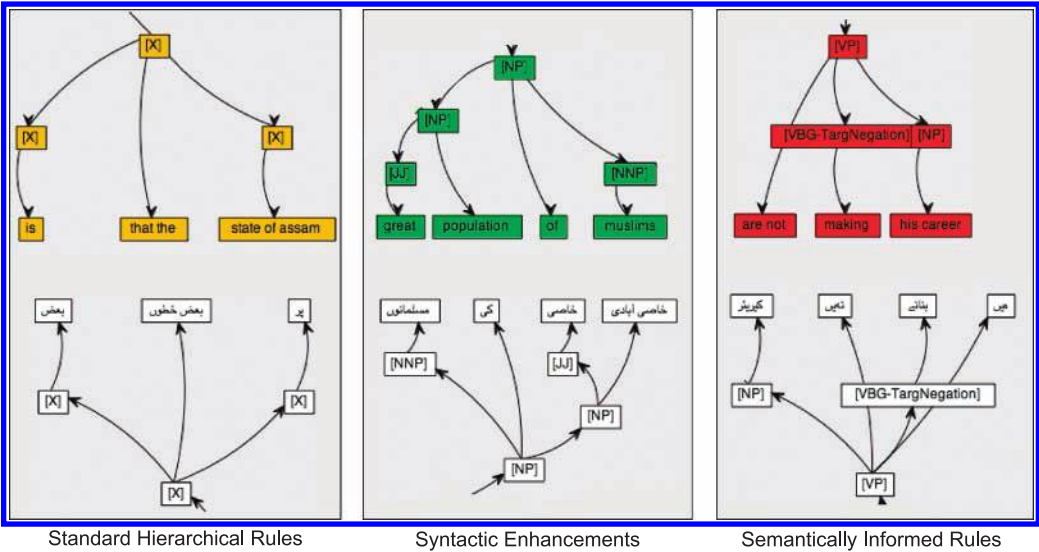 [X]
[X]
[X]
is
that the
state of assam
بعض
بعض خطوں
پر
[X]
[X]
[X]
Standard Hierarchical Rules
[NP]
[NP]
[JJ]
[NNP]
great
population
of
muslims
مسلمانوں
کی
خاصی
خاصی آبادی
[NNP]
[JJ]
[NP]
[NP]
Syntactic Enhancements
[VP]
[VBG-TargNegation] [NP]
are not
making
his career
کیریئر
نہیں
بنانے
میں
[NP]
[VBG-TargNegation]
[VP]
Semantically Informed Rules